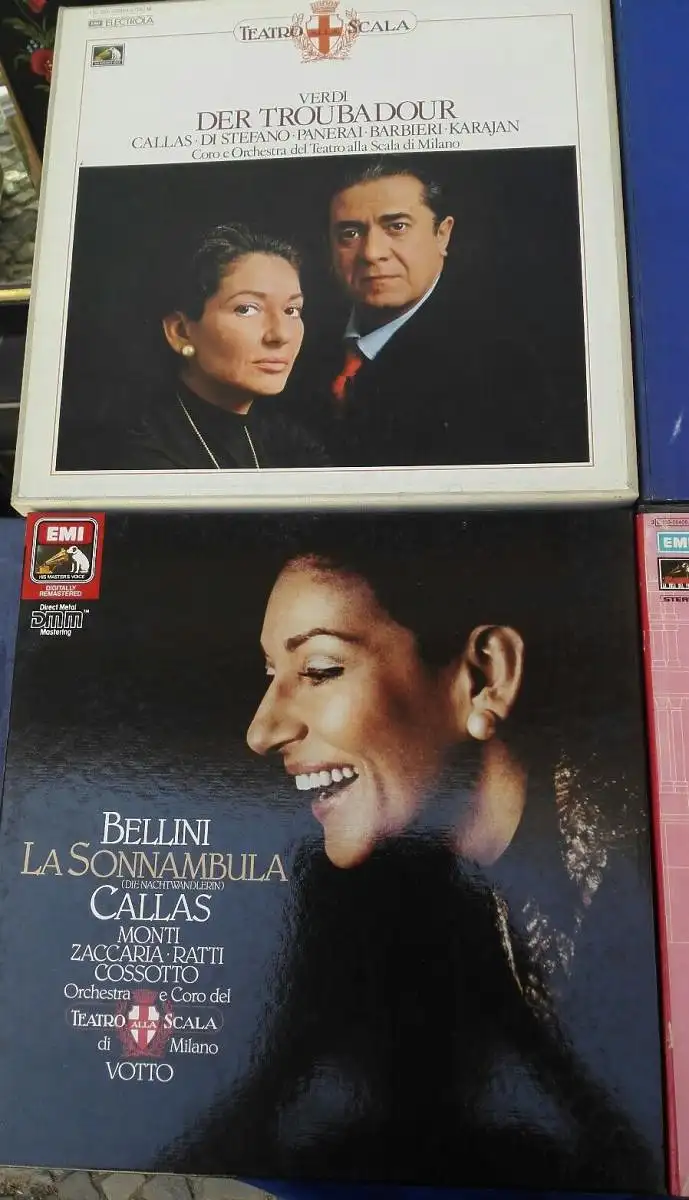 EMI ELECTROLA
TEATRO ALLA SCALA
VERDI
DER TROUBADOUR
CALLAS · DI STEFANO · PANERAI · BARBIERI · KARAJAN
Coro e Orchestra del Teatro alla Scala di Milano
EMI
HIS MASTER'S VOICE
DIGITALLY
REMASTERED
Direct Metal
DMM™
Mastering
BELLINI
LA SONNAMBULA
(DIE NACHTWANDLERIN)
CALLAS
MONTI
ZACCARIA · RATTI
COSSOTTO
Orchestra e Coro del
TEATRO ALLA SCALA
di Milano
VOTTO